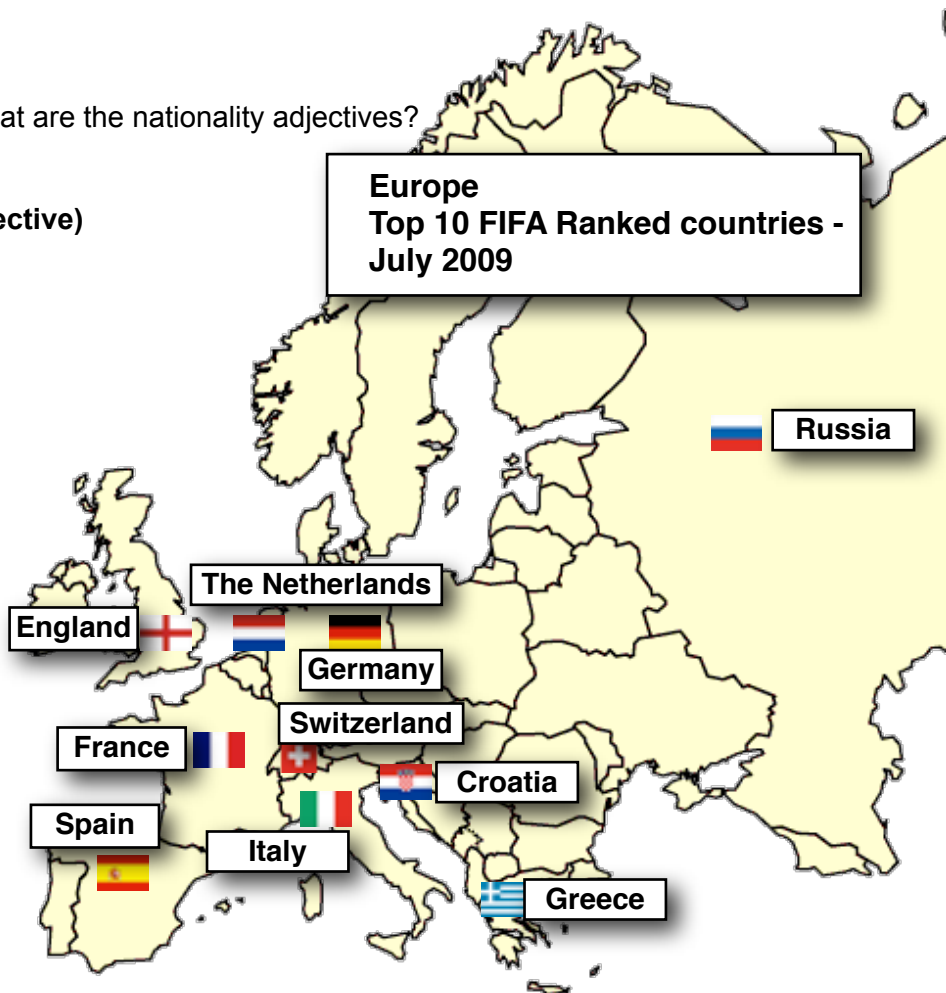 at are the nationality adjectives?
ective)
Europe
Top 10 FIFA Ranked countries -
July 2009
Russia
The Netherlands
England
Germany
Switzerland
France
Croatia
Spain
Italy
Greece